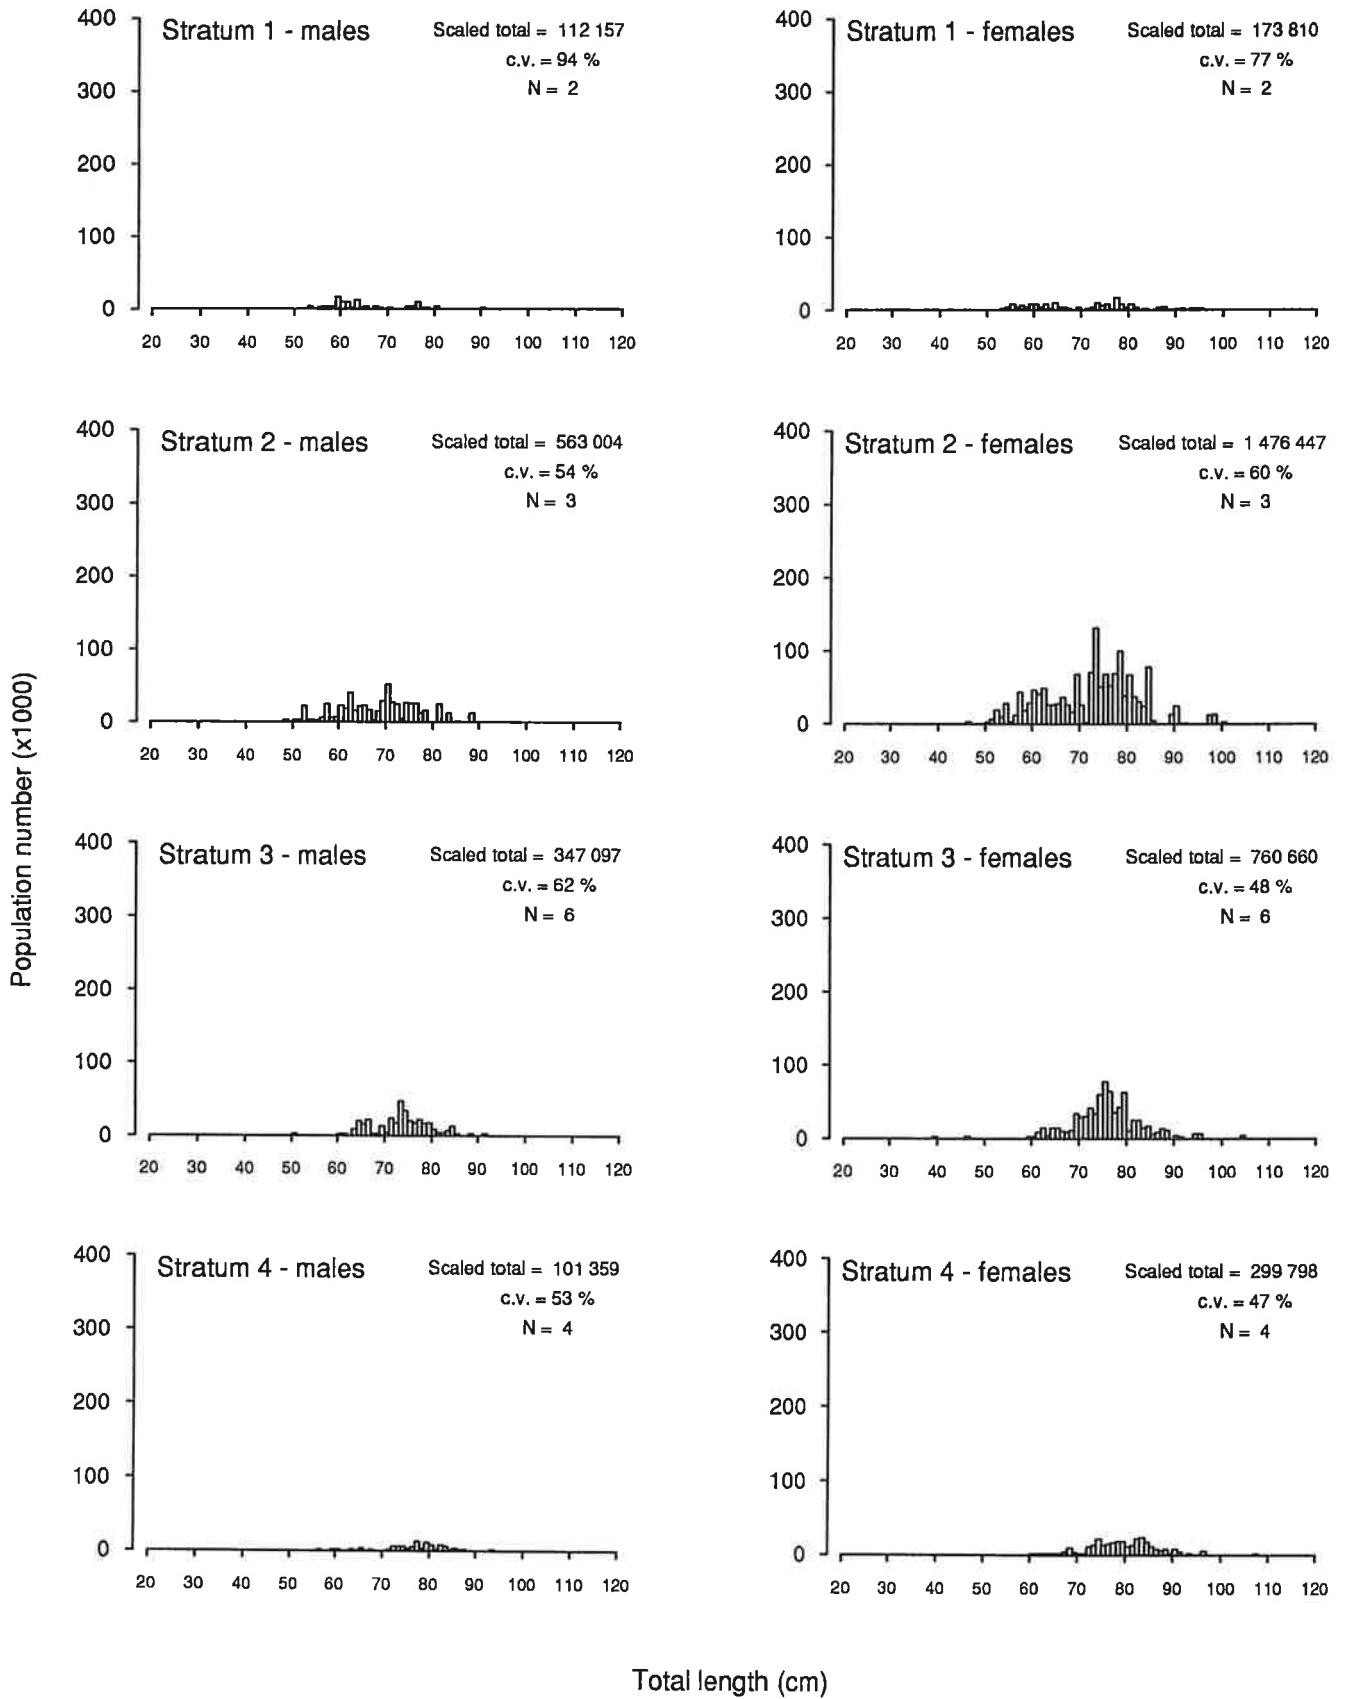 Stratum 1 - males
Scaled total = 112 157
c.v. = 94 %
N = 2
400
300
200
100
0
20 30 40 50 60 70 80 90 100 110 120
Stratum 1 - females
Scaled total = 173 810
c.v. = 77 %
N = 2
400
300
200
100
0
20 30 40 50 60 70 80 90 100 110 120
Stratum 2 - males
Scaled total = 563 004
c.v. = 54 %
N = 3
400
300
200
100
0
20 30 40 50 60 70 80 90 100 110 120
Stratum 2 - females
Scaled total = 1 476 447
c.v. = 60 %
N = 3
400
300
200
100
0
20 30 40 50 60 70 80 90 100 110 120
Population number (x1000)
Stratum 3 - males
Scaled total = 347 097
c.v. = 62 %
N = 6
400
300
200
100
0
20 30 40 50 60 70 80 90 100 110 120
Stratum 3 - females
Scaled total = 760 660
c.v. = 48 %
N = 6
400
300
200
100
0
20 30 40 50 60 70 80 90 100 110 120
Stratum 4 - males
Scaled total = 101 359
c.v. = 53 %
N = 4
400
300
200
100
0
20 30 40 50 60 70 80 90 100 110 120
Stratum 4 - females
Scaled total = 299 798
c.v. = 47 %
N = 4
400
300
200
100
0
20 30 40 50 60 70 80 90 100 110 120
Total length (cm)